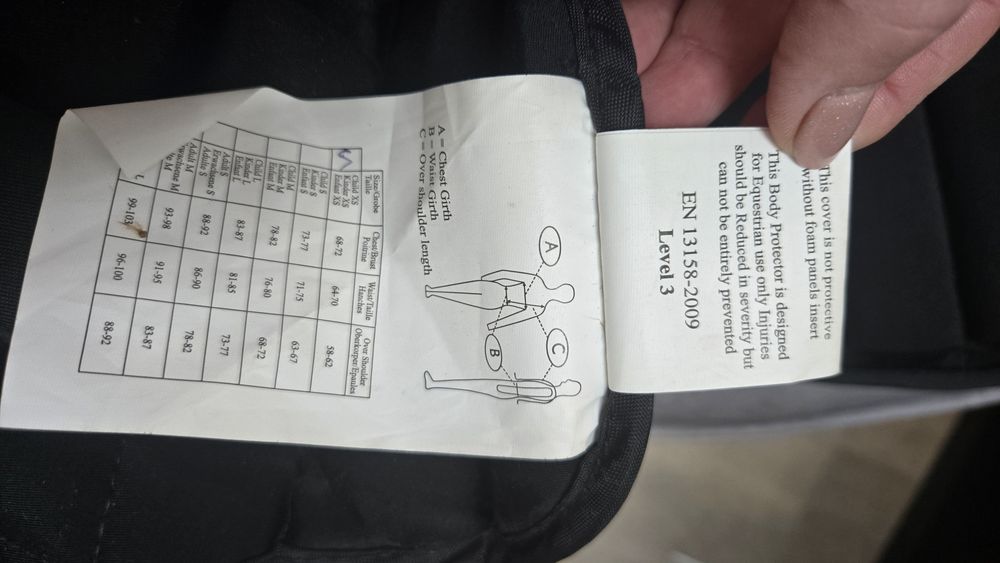 This cover is not protective
without foam panels insert
This Body Protector is designed
for Equestrian use only Injuries
should be Reduced in severity but
can not be entirely prevented
EN 13158-2009
Level 3
A
C
B
A = Chest Girth
B = Waist Girth
C = Over shoulder length
Size/Grobe Chest/Brust Waist/Taille Over Shoulder
Taille Poitrine Hanches Oberkorper/Epaules
Child XS
Kinder XS 68-72 64-70 58-62
Enfant XS
Child S
Kinder S 73-77 71-75 63-67
Enfant S
Child M
Kinder M 78-82 76-80 68-72
Enfant M
Child L
Kinder L 83-87 81-85 73-77
Enfant L
Adult S
Erwachsene S 88-92 86-90 78-82
Adulte S
Adult M
wachsene M 93-98 91-95 83-87
M
L 99-103 96-100 88-92